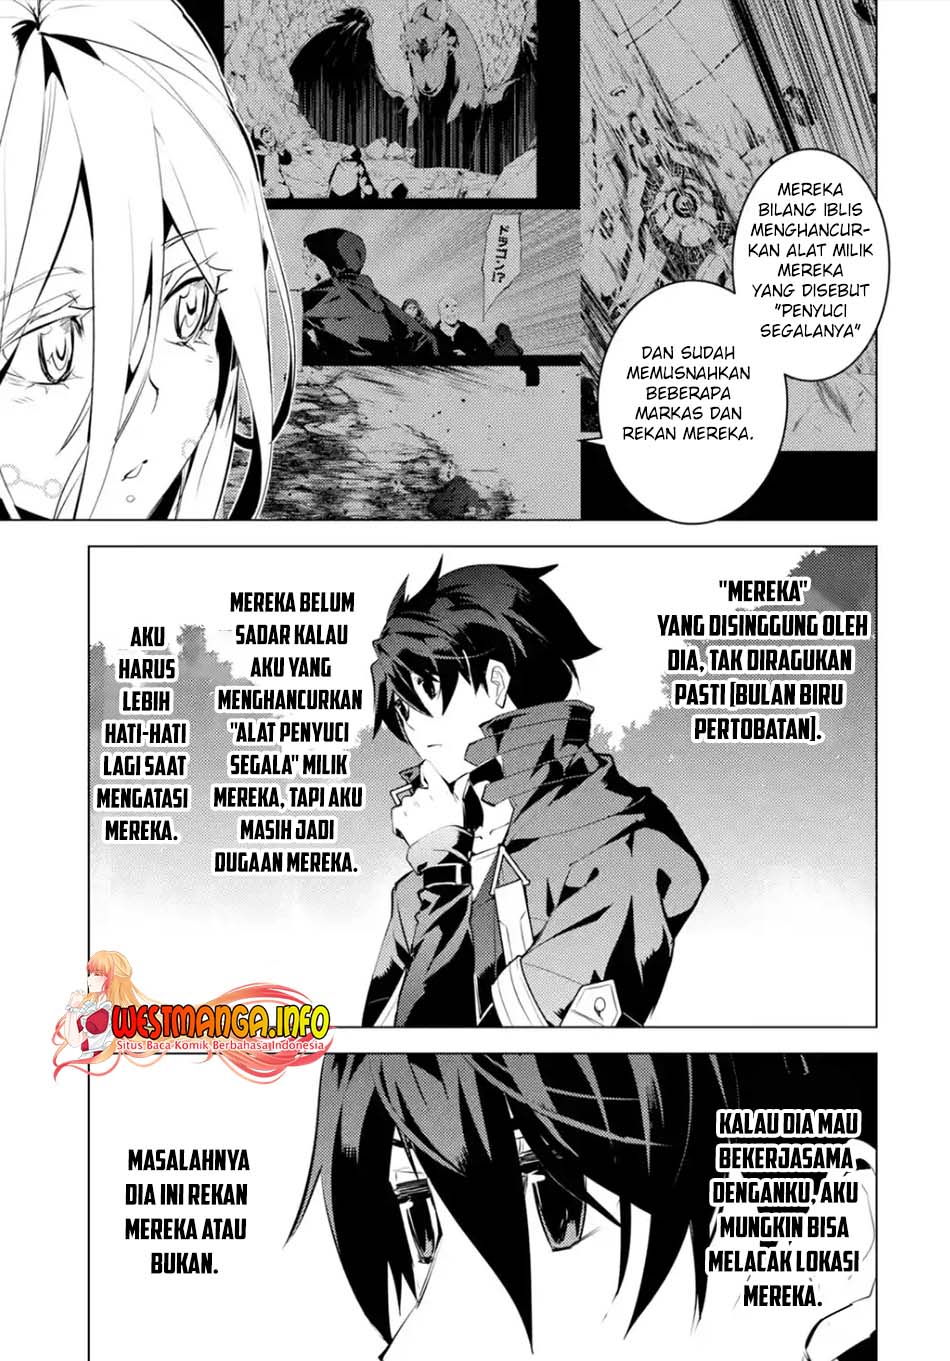 MEREKA
BILANG IBLIS
MENGHANCUR-
KAN ALAT MILIK
MEREKA
YANG DISEBUT
"PENYUCI
SEGALANYA"
DAN SUDAH
MEMUSNAHKAN
BEBERAPA
MARKAS DAN
REKAN MEREKA.
ドラゴン!?
"MEREKA"
YANG DISINGGUNG OLEH
DIA, TAK DIRAGUKAN
PASTI [BULAN BIRU
PERTOBATAN].
MEREKA BELUM
SADAR KALAU
AKU YANG
MENGHANCURKAN
"ALAT PENYUCI
SEGALA" MILIK
MEREKA, TAPI AKU
MASIH JADI
DUGAAN MEREKA.
AKU
HARUS
LEBIH
HATI-HATI
LAGI SAAT
MENGATASI
MEREKA.
WESTMANGA.INFO
Situs Baca Komik Berbahasa Indonesia
KALAU DIA MAU
BEKERJASAMA
DENGANKU, AKU
MUNGKIN BISA
MELACAK LOKASI
MEREKA.
MASALAHNYA
DIA INI REKAN
MEREKA ATAU
BUKAN.